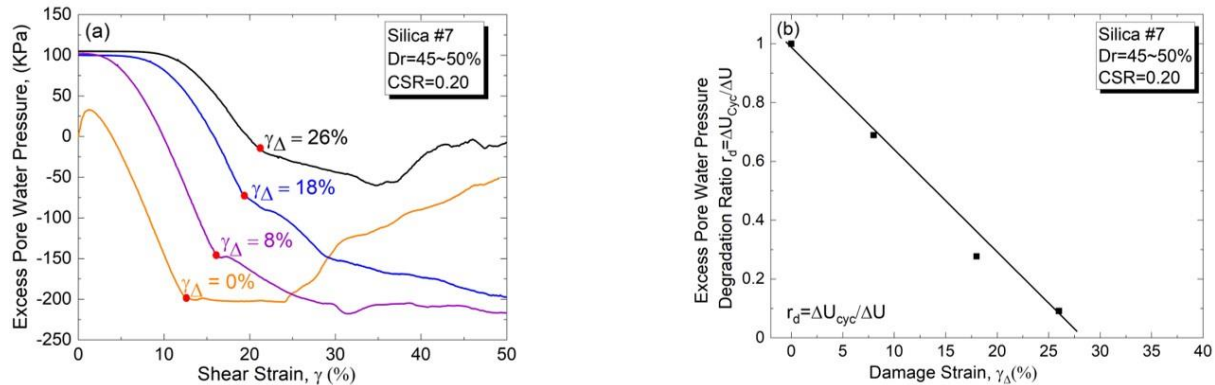 (a)
Silica #7
Dr=45~50%
CSR=0.20
Excess Pore Water Pressure, (KPa)
150
100
50
0
-50
-100
-150
-200
-250
γΔ = 26%
γΔ = 18%
γΔ = 8%
γΔ = 0%
0 10 20 30 40 50
Shear Strain, γ (%)
(b)
Silica #7
Dr=45~50%
CSR=0.20
Excess Pore Water Pressure
Degradation Ratio rd=ΔUCyc/ΔU
1
0.8
0.6
0.4
0.2
0
rd=ΔUcyc/ΔU
0 5 10 15 20 25 30 35 40
Damage Strain, γΔ(%)